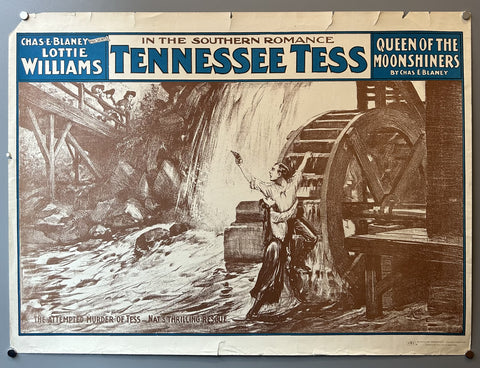 CHAS. E. BLANEY
LOTTIE
WILLIAMS
IN THE SOUTHERN ROMANCE
TENNESSEE TESS
QUEEN OF THE
MOONSHINERS
BY CHAS. E. BLANEY
THE ATTEMPTED MURDER OF TESS — NAT'S THRILLING RESCUE